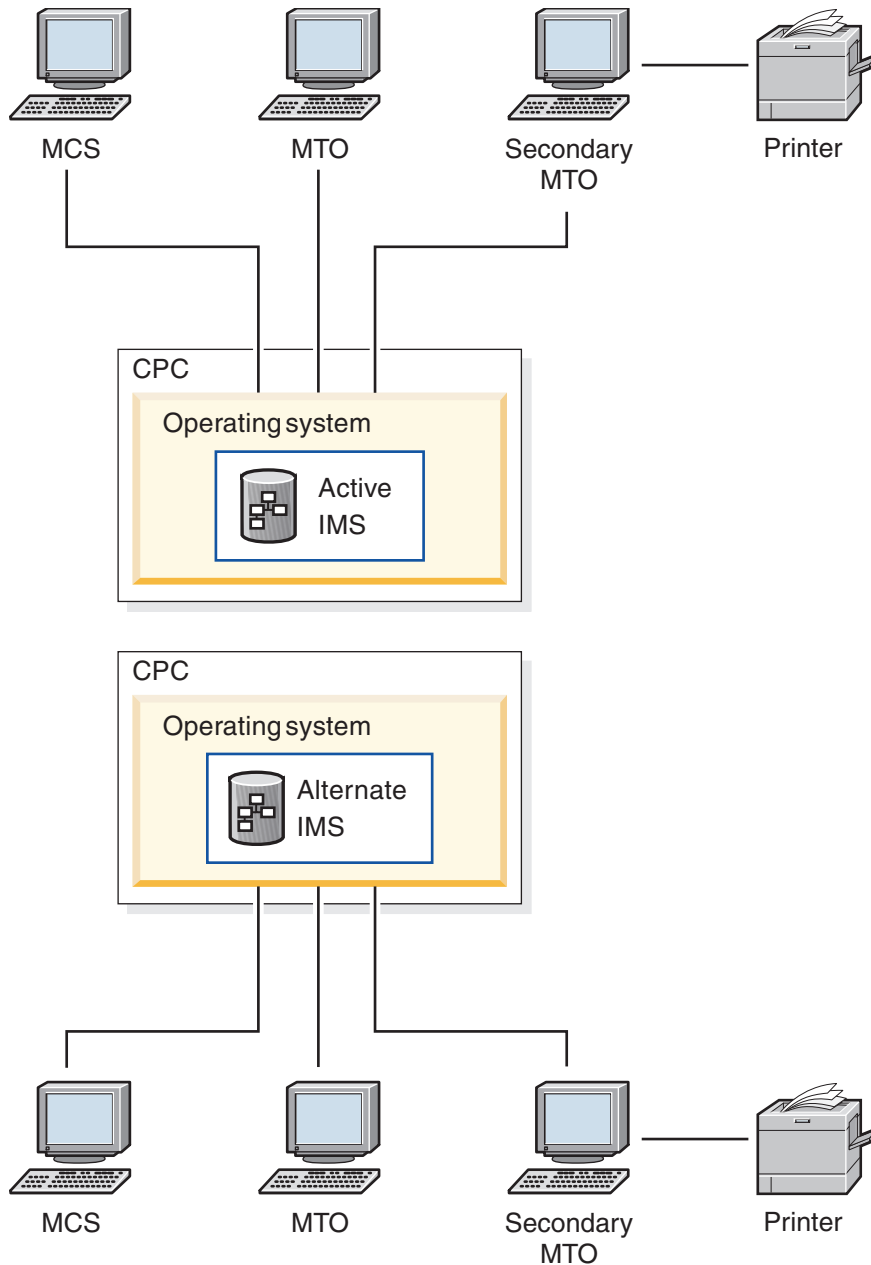 MCS
MTO
Secondary
MTO
Printer
CPC
Operating system
Active
IMS
CPC
Operating system
Alternate
IMS
MCS
MTO
Secondary
MTO
Printer